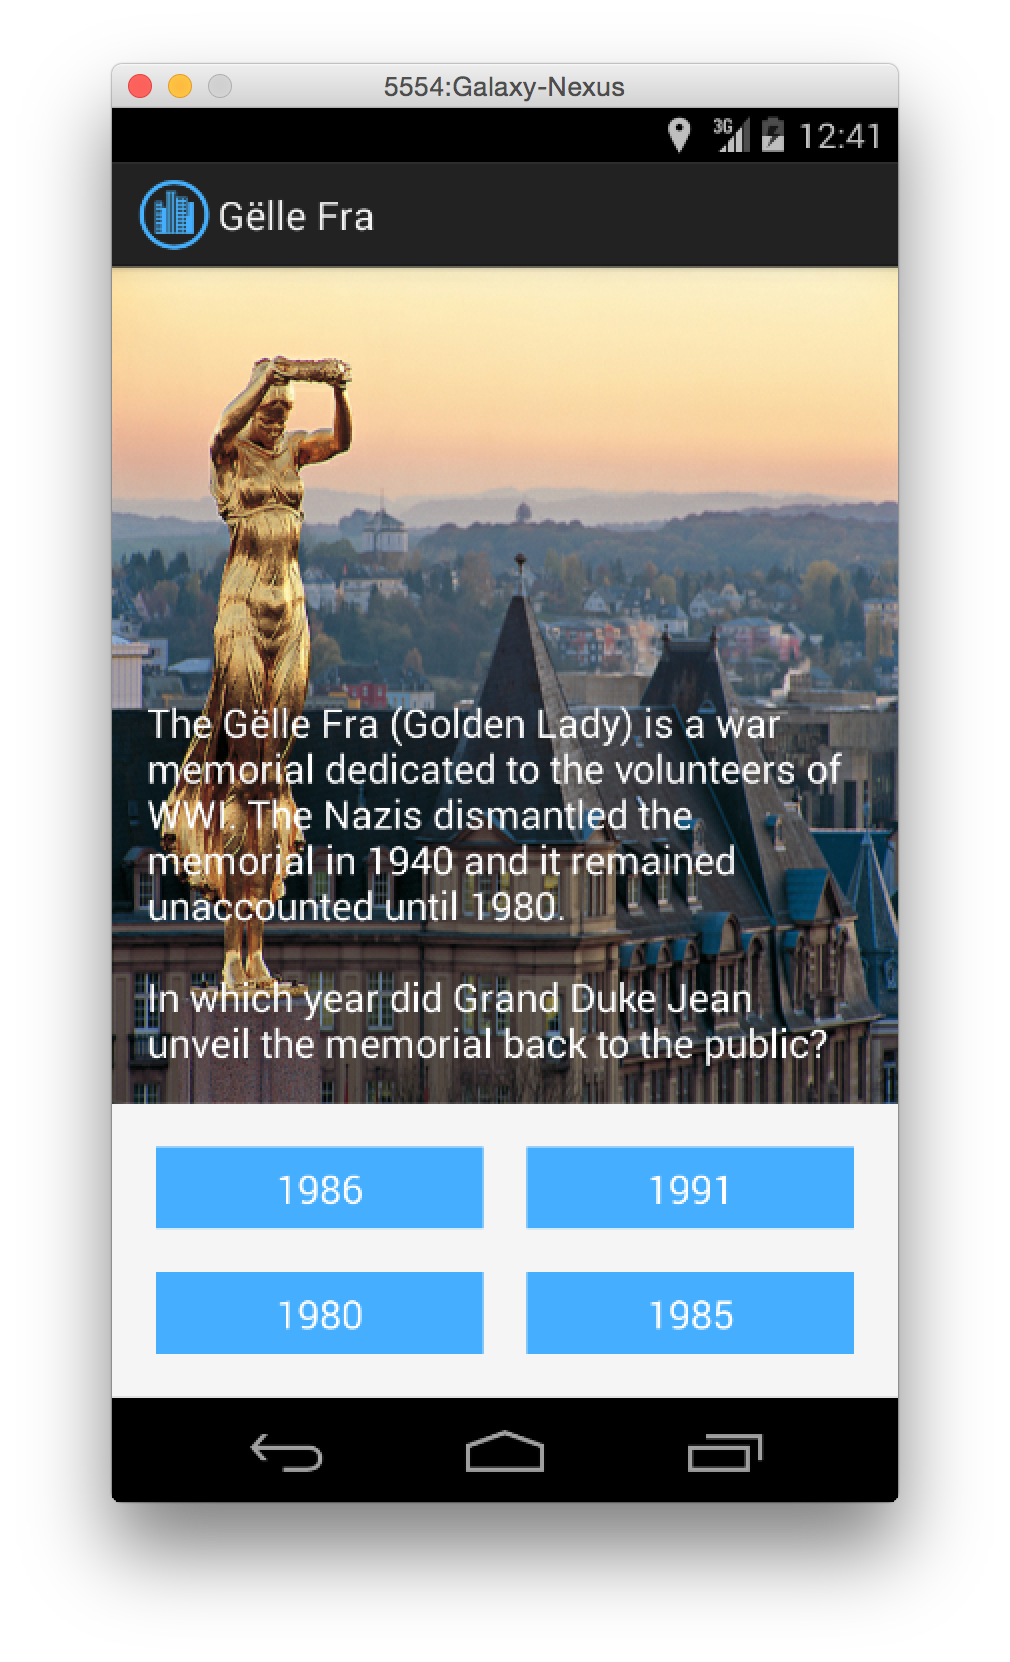 5554:Galaxy-Nexus
3G 12:41
Gëlle Fra
The Gëlle Fra (Golden Lady) is a war
memorial dedicated to the volunteers of
WWI. The Nazis dismantled the
memorial in 1940 and it remained
unaccounted until 1980.
In which year did Grand Duke Jean
unveil the memorial back to the public?
1986 1991
1980 1985